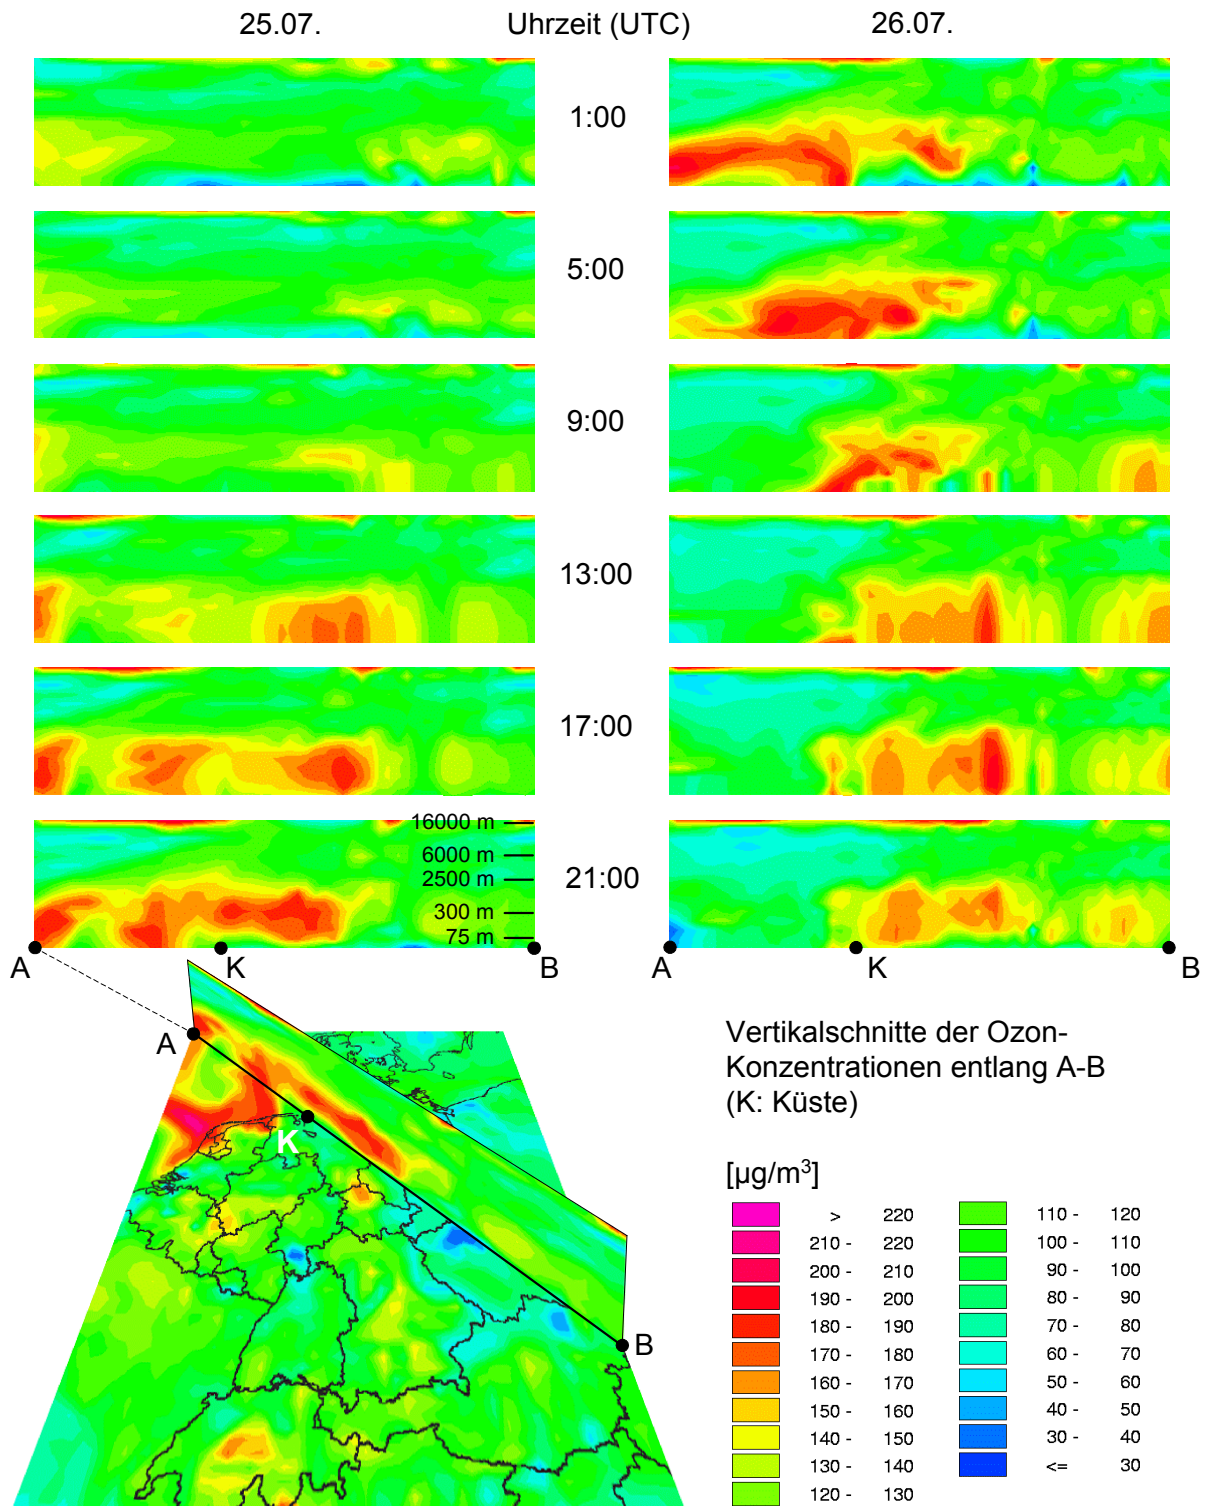 25.07. Uhrzeit (UTC) 26.07.
1:00
5:00
9:00
13:00
17:00
21:00
16000 m
6000 m
2500 m
300 m
75 m
A K B
A K B
A
K
B
Vertikalschnitte der Ozon-
Konzentrationen entlang A-B
(K: Küste)
[µg/m³]
> 220
210 - 220
200 - 210
190 - 200
180 - 190
170 - 180
160 - 170
150 - 160
140 - 150
130 - 140
120 - 130
110 - 120
100 - 110
90 - 100
80 - 90
70 - 80
60 - 70
50 - 60
40 - 50
30 - 40
<= 30